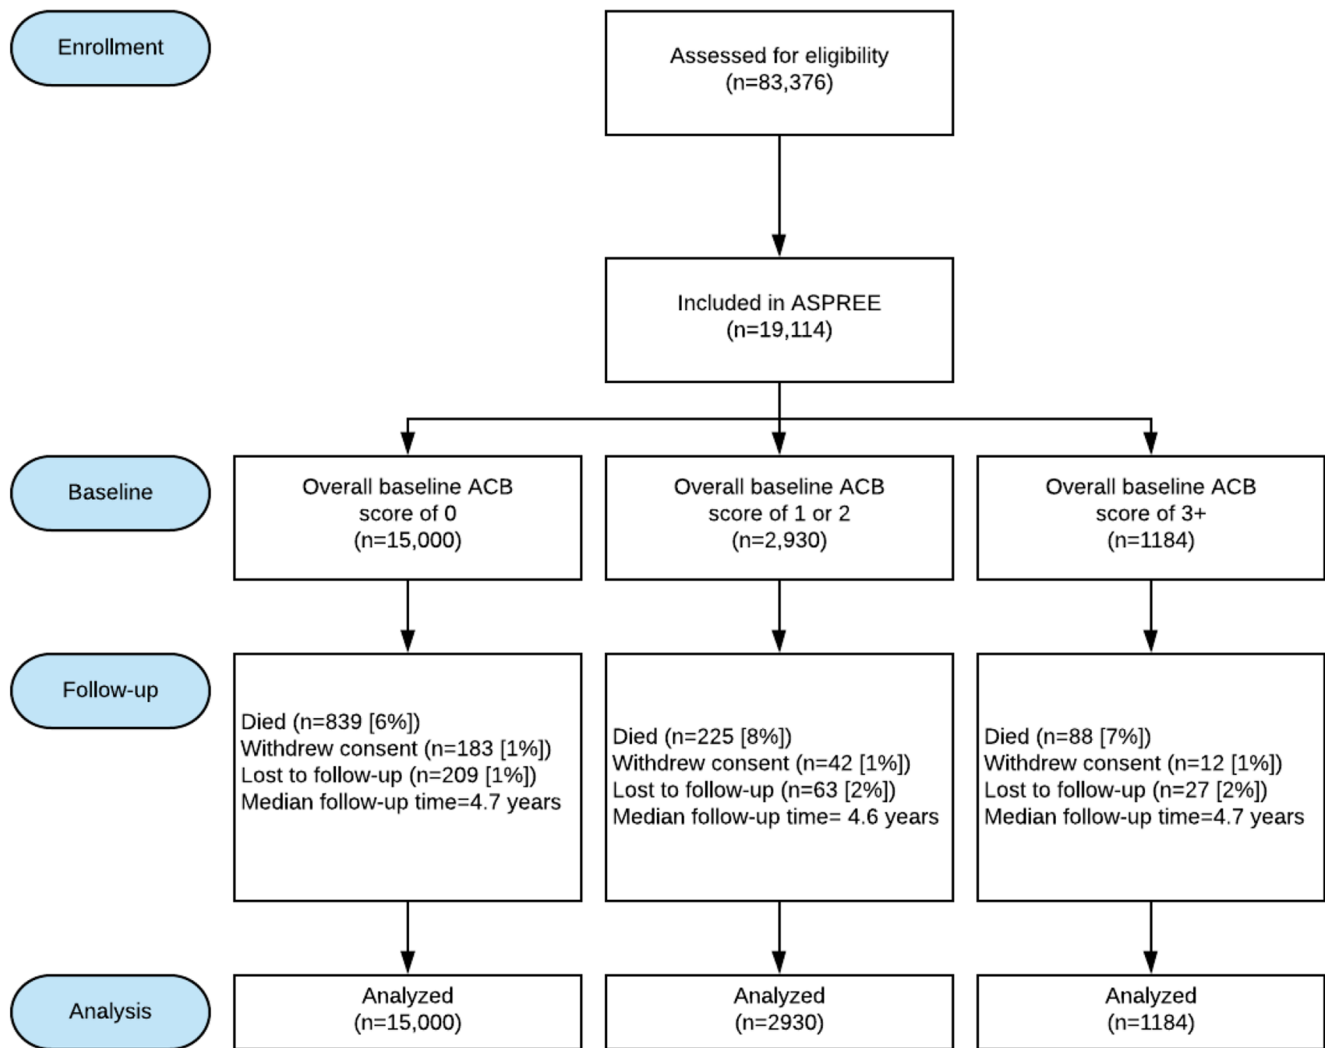 Enrollment
Assessed for eligibility
(n=83,376)
Included in ASPREE
(n=19,114)
Baseline
Overall baseline ACB
score of 0
(n=15,000)
Overall baseline ACB
score of 1 or 2
(n=2,930)
Overall baseline ACB
score of 3+
(n=1184)
Follow-up
Died (n=839 [6%])
Withdrew consent (n=183 [1%])
Lost to follow-up (n=209 [1%])
Median follow-up time=4.7 years
Died (n=225 [8%])
Withdrew consent (n=42 [1%])
Lost to follow-up (n=63 [2%])
Median follow-up time= 4.6 years
Died (n=88 [7%])
Withdrew consent (n=12 [1%])
Lost to follow-up (n=27 [2%])
Median follow-up time=4.7 years
Analysis
Analyzed
(n=15,000)
Analyzed
(n=2930)
Analyzed
(n=1184)